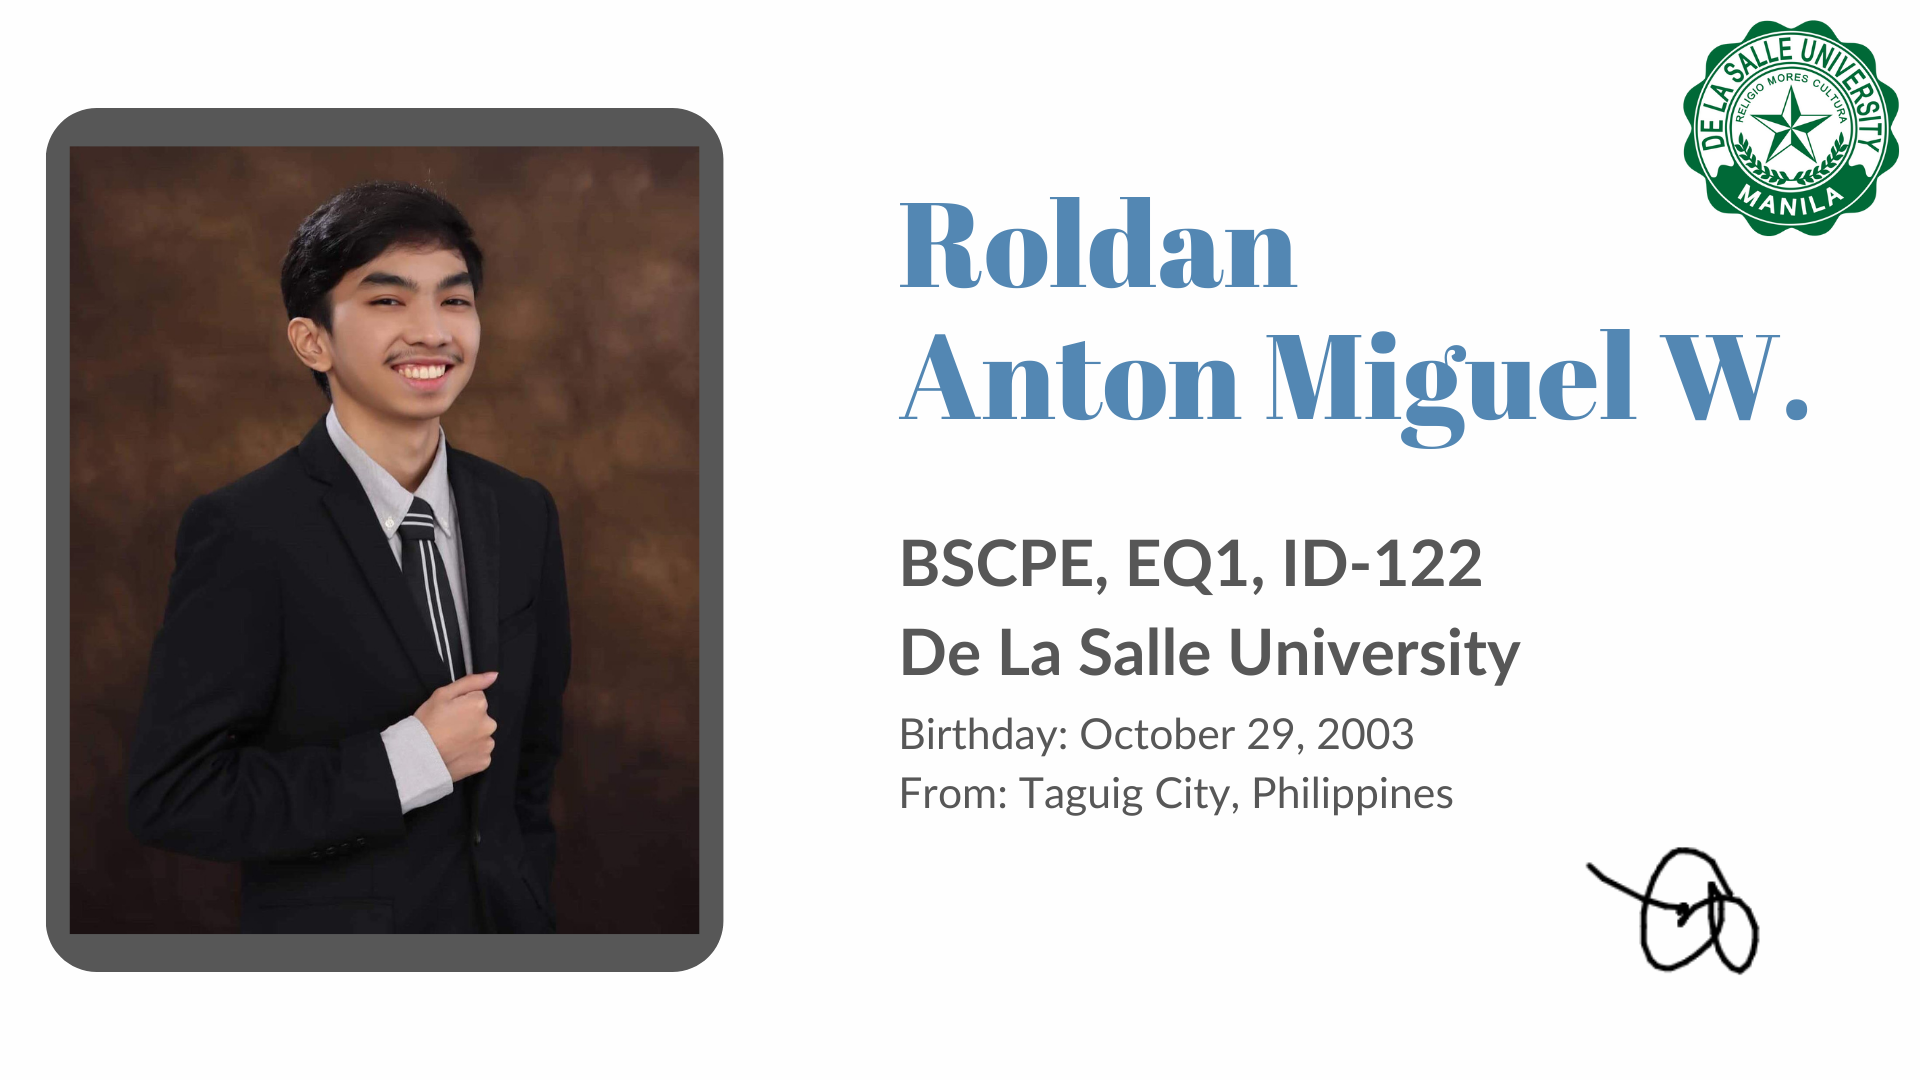 DE LA SALLE UNIVERSITY
RELIGIO MORES CULTURA
MANILA
Roldan
Anton Miguel W.
BSCPE, EQ1, ID-122
De La Salle University
Birthday: October 29, 2003
From: Taguig City, Philippines